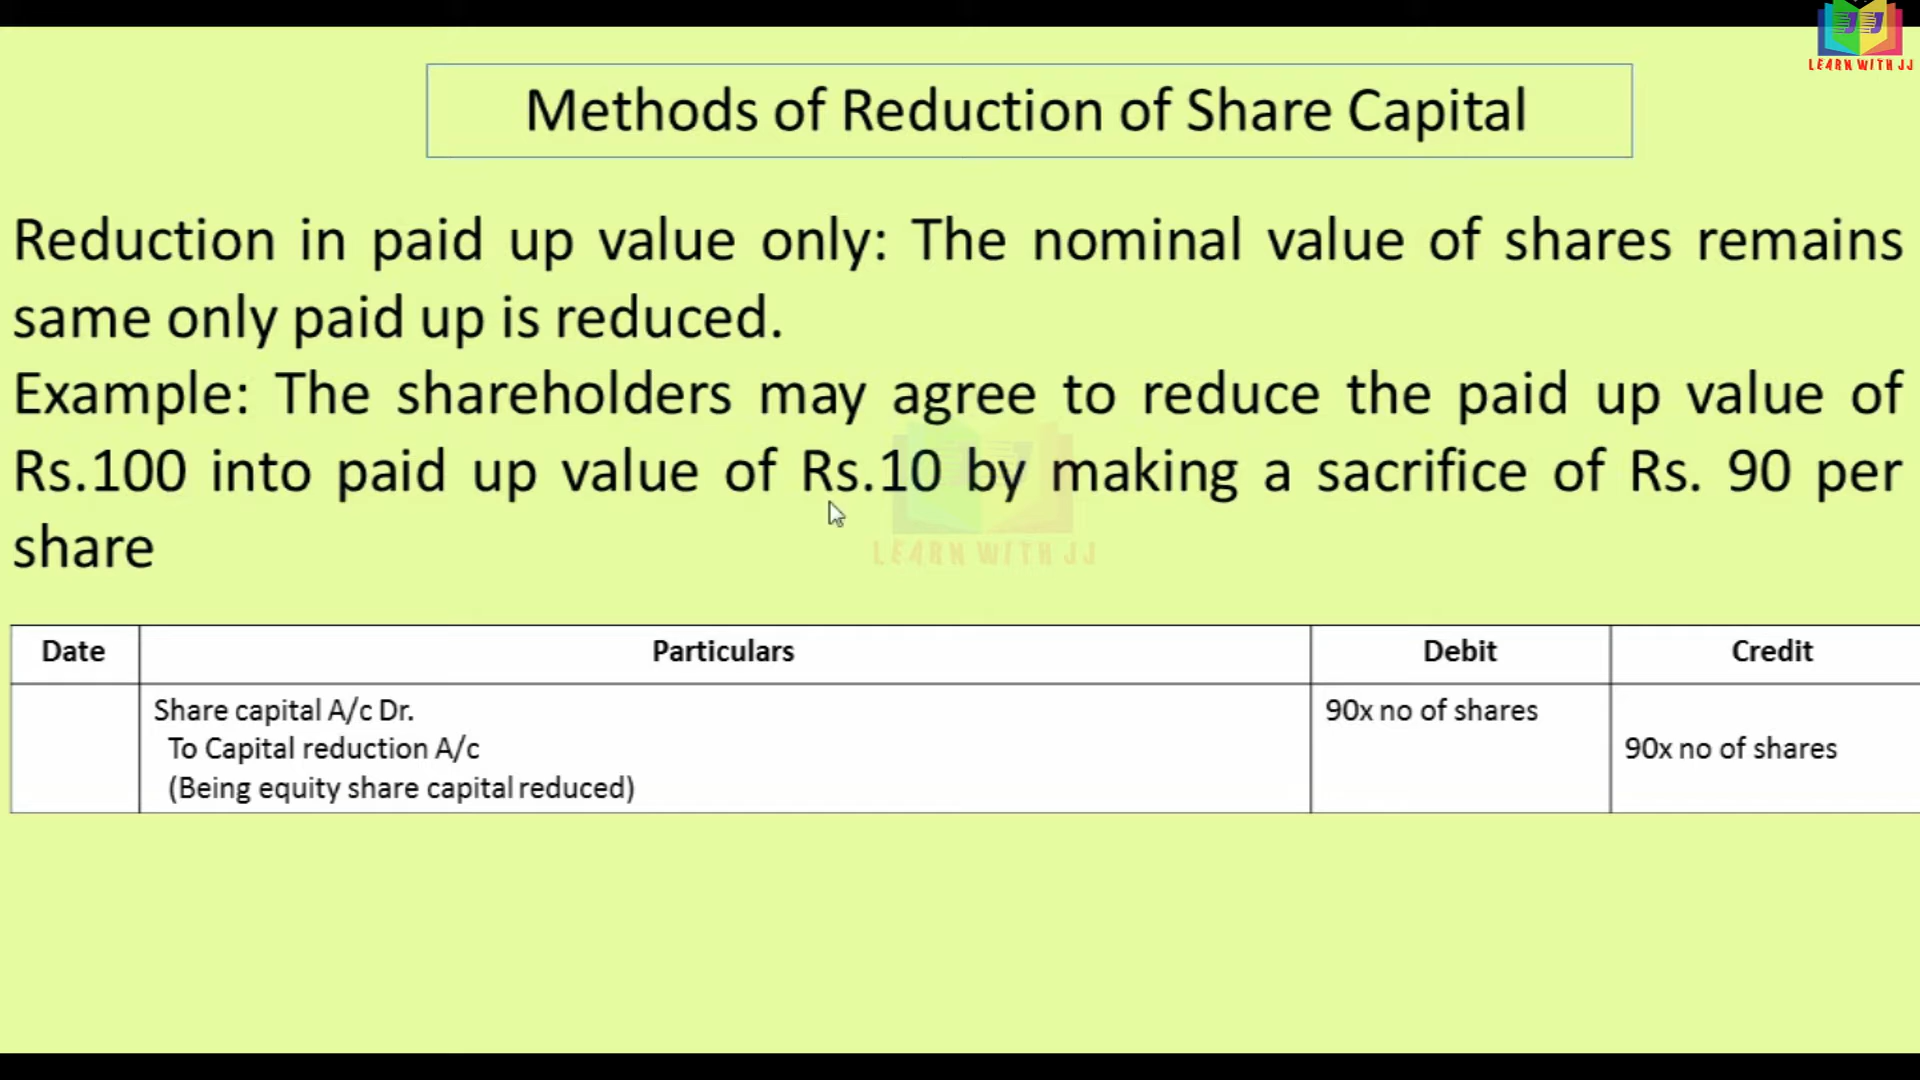 LEARN WITH JJ
Methods of Reduction of Share Capital
Reduction in paid up value only: The nominal value of shares remains
same only paid up is reduced.
Example: The shareholders may agree to reduce the paid up value of
Rs.100 into paid up value of Rs.10 by making a sacrifice of Rs. 90 per
share
LEARN WITH JJ
Date Particulars Debit Credit
Share capital A/c Dr. 90x no of shares
To Capital reduction A/c 90x no of shares
(Being equity share capital reduced)